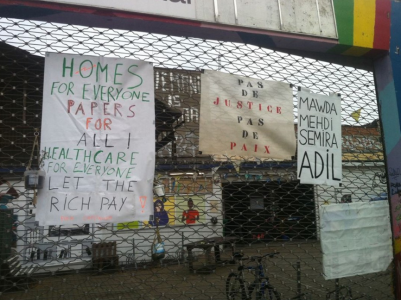 HOMES
FOR EVERYONE
PAPERS
FOR
ALL !
HEALTHCARE
FOR EVERYONE
LET THE
RICH PAY
PAS
DE
JUSTICE
PAS
DE
PAIX
MAWDA
MEHDI
SEMIRA
ADIL